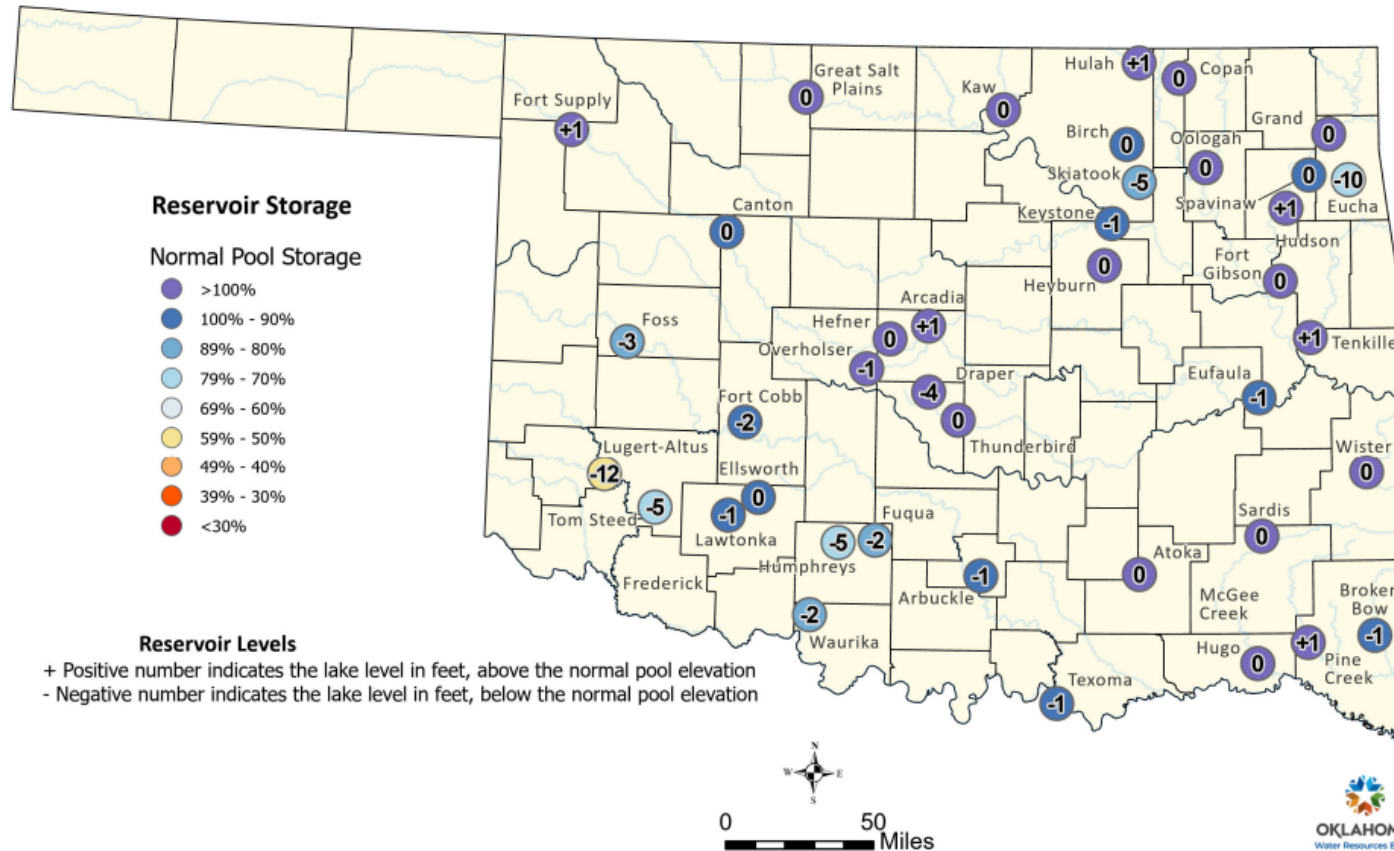 Great Salt
Plains
0
Kaw
0
Hulah
+1
Copan
0
Fort Supply
+1
Birch
0
Oologah
0
Grand
0
Skiatook
-5
Spavinaw
0
-10
Eucha
Canton
0
Keystone
-1
+1
Hudson
Heyburn
0
Fort
Gibson
0
Reservoir Storage
Normal Pool Storage
>100%
100% - 90%
89% - 80%
79% - 70%
69% - 60%
59% - 50%
49% - 40%
39% - 30%
<30%
Foss
-3
Arcadia
+1
Hefner
0
Overholser
-1
+1
Tenkille
Draper
-4
Eufaula
-1
Fort Cobb
-2
0
Thunderbird
Lugert-Altus
-12
Ellsworth
0
Wister
0
Tom Steed
-5
-1
Lawtonka
Fuqua
-2
Sardis
0
-5
Humphreys
Atoka
0
Frederick
Arbuckle
-1
McGee
Creek
Broken
Bow
-1
-2
Waurika
Hugo
0
+1
Pine
Creek
Texoma
-1
Reservoir Levels
+ Positive number indicates the lake level in feet, above the normal pool elevation
- Negative number indicates the lake level in feet, below the normal pool elevation
N
W E
S
0 50
Miles
OKLAHOM
Water Resources B